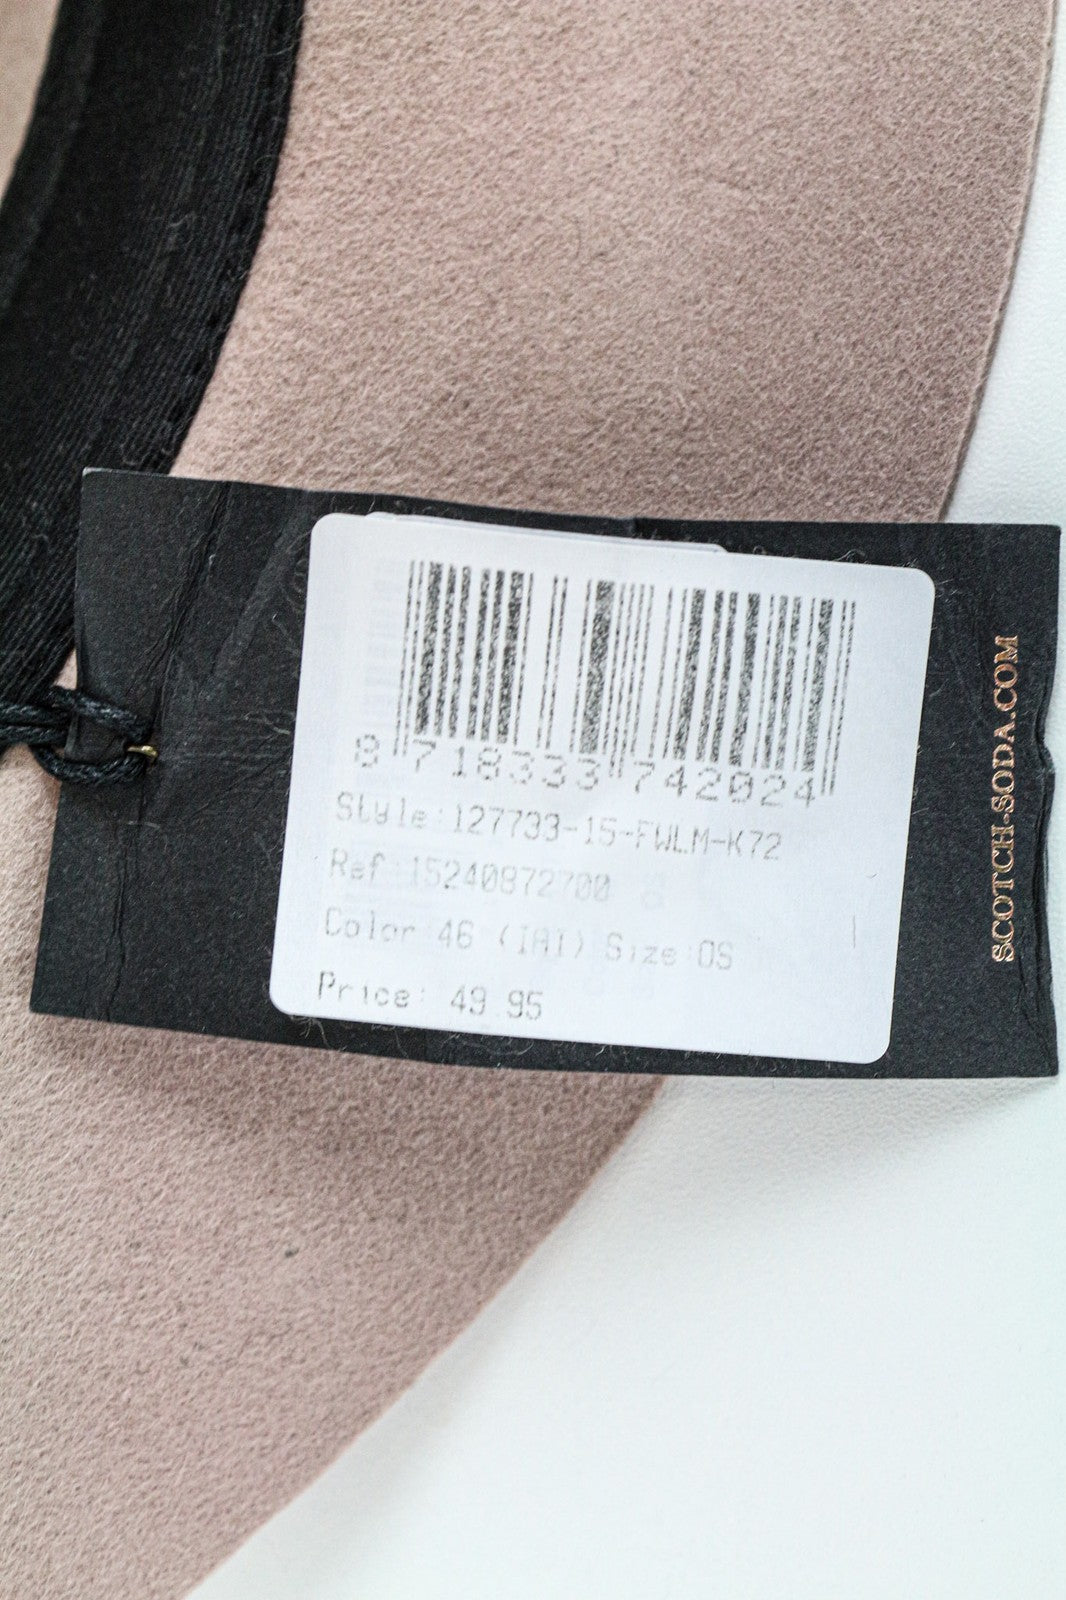 8 718333 742024
Style:127733-15-FWLM-K72
Ref:15240872700
Color:46 (IAI) Size:OS
Price: 49.95
SCOTCH-SODA.COM